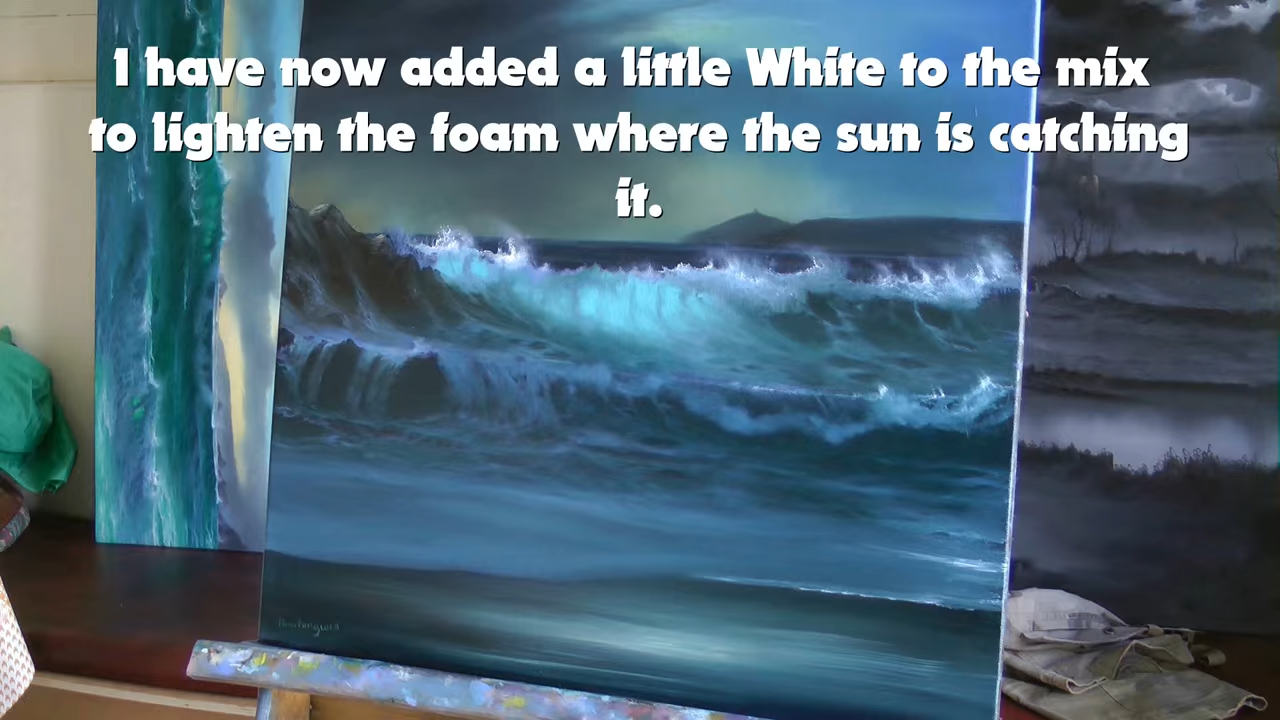 I have now added a little White to the mix
to lighten the foam where the sun is catching
it.